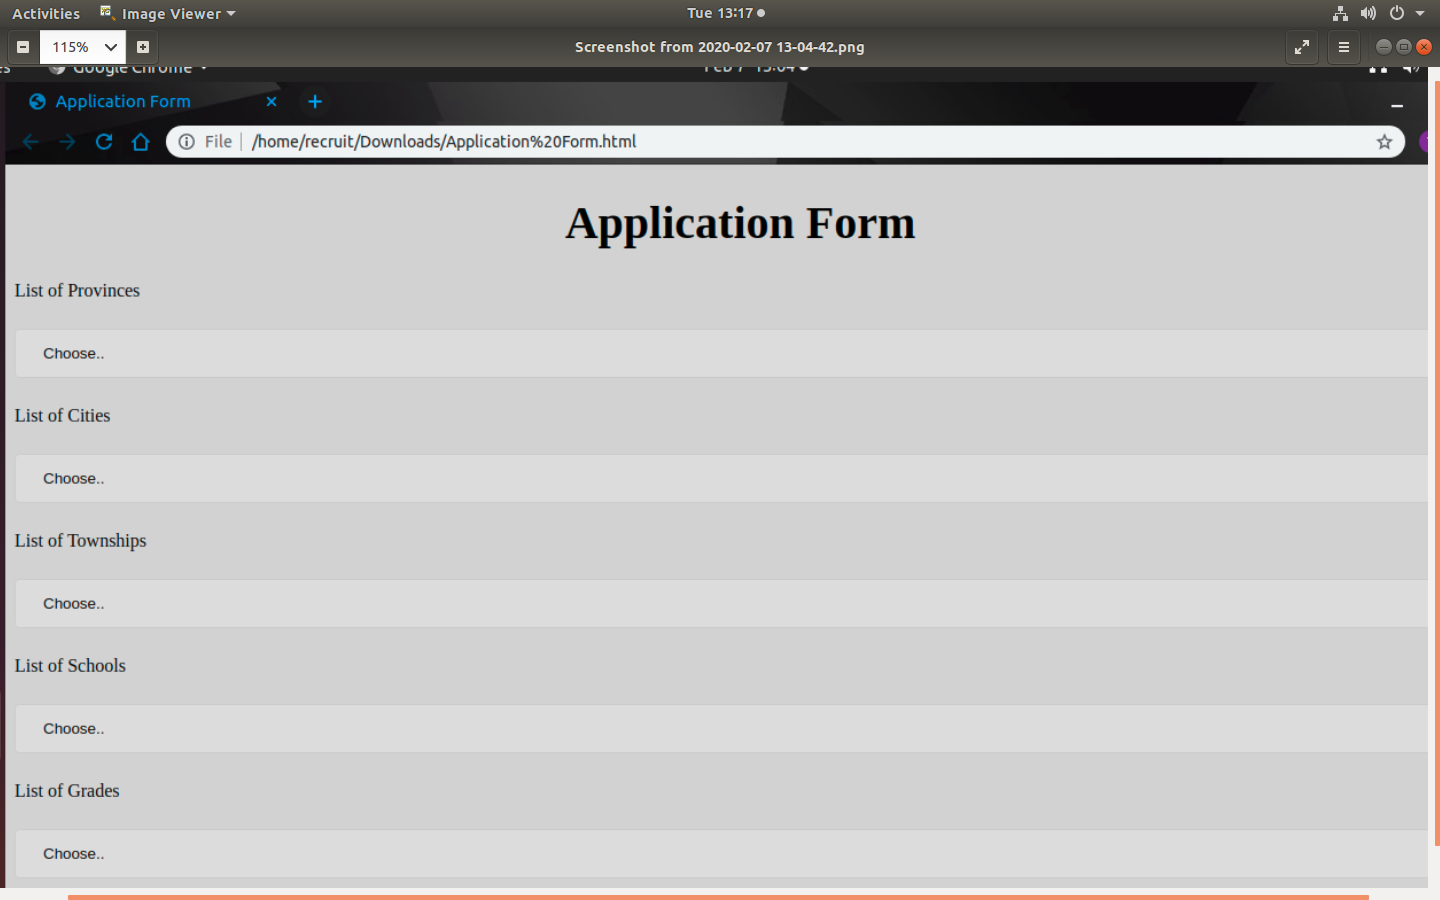 Activities Image Viewer Tue 13:17
115% Screenshot from 2020-02-07 13-04-42.png
Google Chrome
Application Form
File /home/recruit/Downloads/Application%20Form.html
Application Form
List of Provinces
Choose..
List of Cities
Choose..
List of Townships
Choose..
List of Schools
Choose..
List of Grades
Choose..